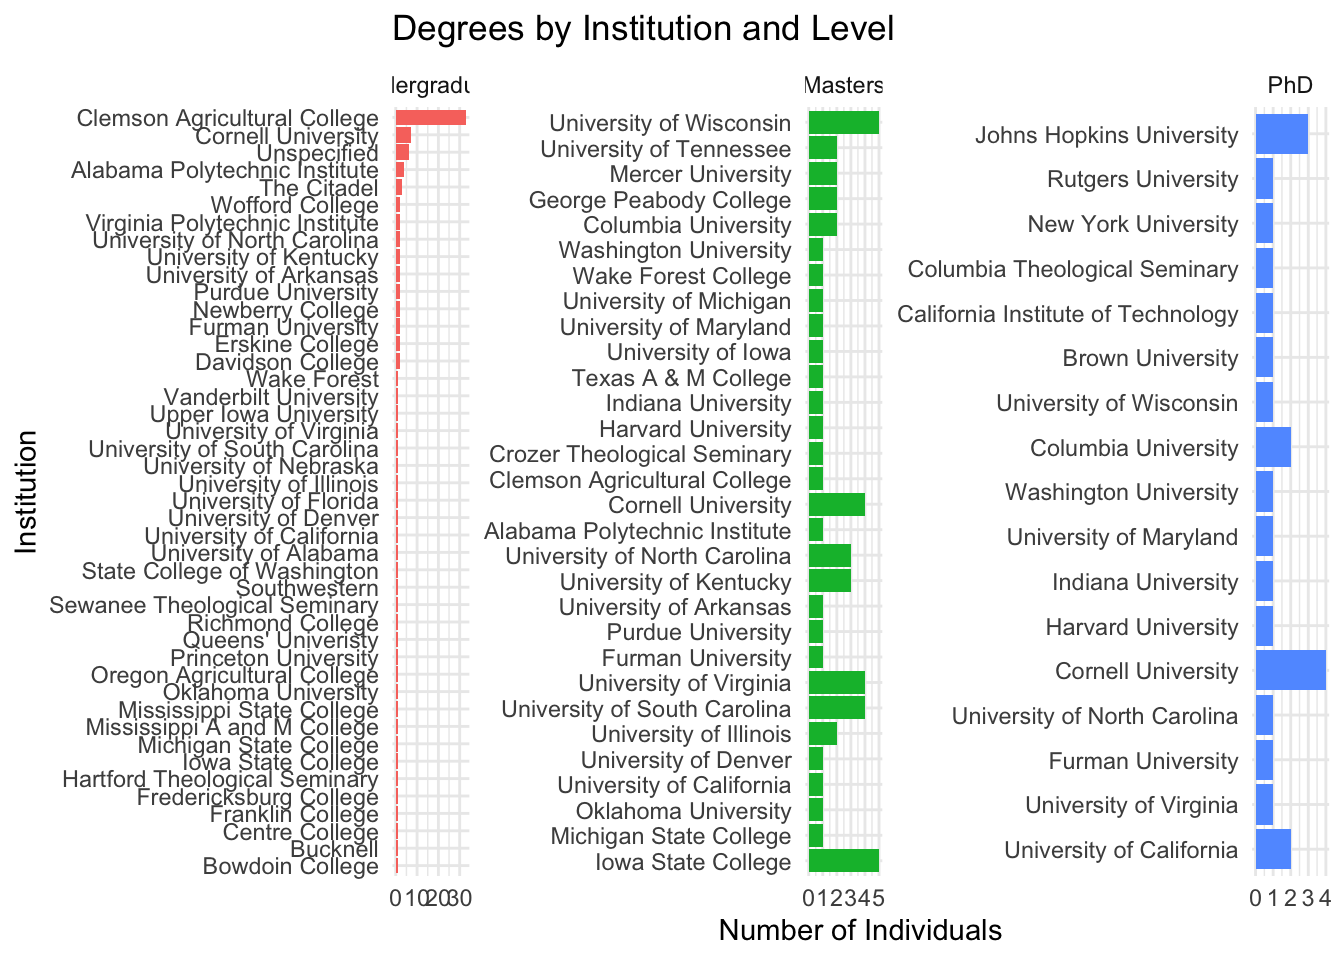 Degrees by Institution and Level
lergradu
Masters
PhD
Institution
Clemson Agricultural College
Cornell University
Unspecified
Alabama Polytechnic Institute
The Citadel
Wofford College
Virginia Polytechnic Institute
University of North Carolina
University of Kentucky
University of Arkansas
Purdue University
Newberry College
Furman University
Erskine College
Davidson College
Wake Forest
Vanderbilt University
Upper Iowa University
University of Virginia
University of South Carolina
University of Nebraska
University of Illinois
University of Florida
University of Denver
University of California
University of Alabama
State College of Washington
Southwestern
Sewanee Theological Seminary
Richmond College
Queens' Univeristy
Princeton University
Oregon Agricultural College
Oklahoma University
Mississippi State College
Mississippi A and M College
Michigan State College
Iowa State College
Hartford Theological Seminary
Fredericksburg College
Franklin College
Centre College
Bucknell
Bowdoin College
0 10 20 30
University of Wisconsin
University of Tennessee
Mercer University
George Peabody College
Columbia University
Washington University
Wake Forest College
University of Michigan
University of Maryland
University of Iowa
Texas A & M College
Indiana University
Harvard University
Crozer Theological Seminary
Clemson Agricultural College
Cornell University
Alabama Polytechnic Institute
University of North Carolina
University of Kentucky
University of Arkansas
Purdue University
Furman University
University of Virginia
University of South Carolina
University of Illinois
University of Denver
University of California
Oklahoma University
Michigan State College
Iowa State College
0 1 2 3 4 5
Johns Hopkins University
Rutgers University
New York University
Columbia Theological Seminary
California Institute of Technology
Brown University
University of Wisconsin
Columbia University
Washington University
University of Maryland
Indiana University
Harvard University
Cornell University
University of North Carolina
Furman University
University of Virginia
University of California
0 1 2 3 4
Number of Individuals